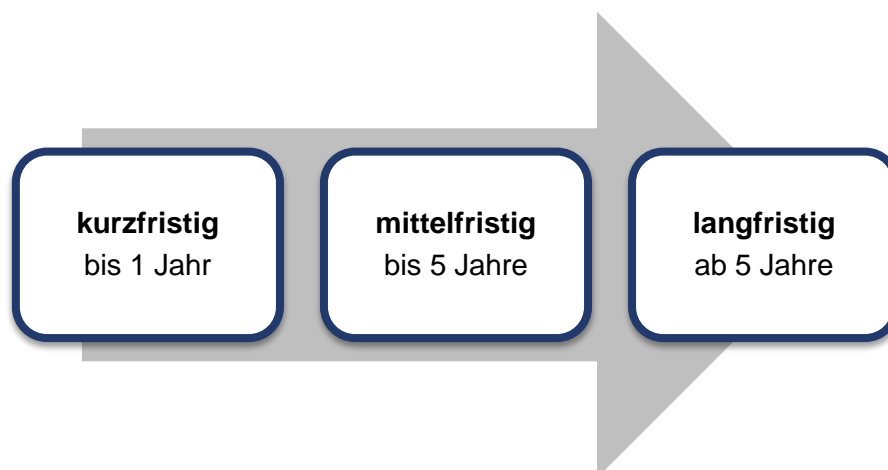 kurzfristig
bis 1 Jahr
mittelfristig
bis 5 Jahre
langfristig
ab 5 Jahre